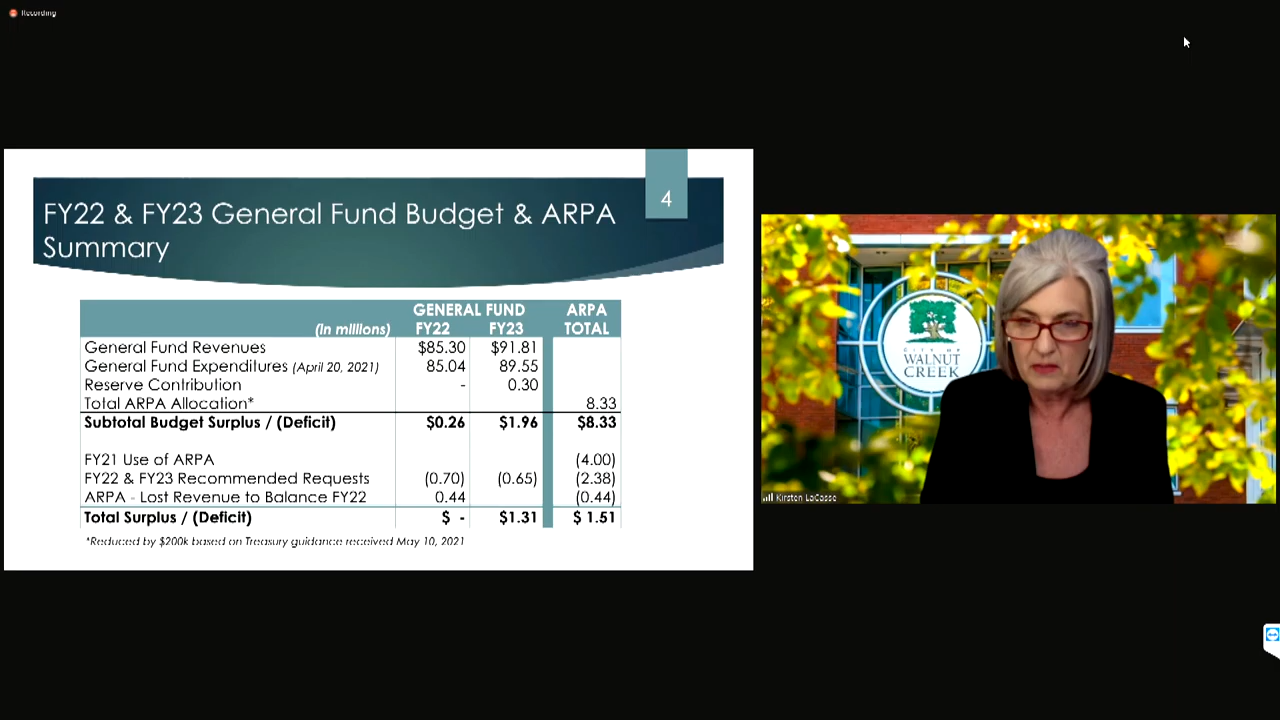 Recording
4
FY22 & FY23 General Fund Budget & ARPA
Summary
GENERAL FUND ARPA
(in millions) FY22 FY23 TOTAL
General Fund Revenues $85.30 $91.81
General Fund Expenditures (April 20, 2021) 85.04 89.55
Reserve Contribution - 0.30
Total ARPA Allocation* 8.33
Subtotal Budget Surplus / (Deficit) $0.26 $1.96 $8.33
FY21 Use of ARPA (4.00)
FY22 & FY23 Recommended Requests (0.70) (0.65) (2.38)
ARPA - Lost Revenue to Balance FY22 0.44 (0.44)
Total Surplus / (Deficit) $ - $1.31 $ 1.51
*Reduced by $200k based on Treasury guidance received May 10, 2021
CITY OF
WALNUT
CREEK
Kirsten LaCasse